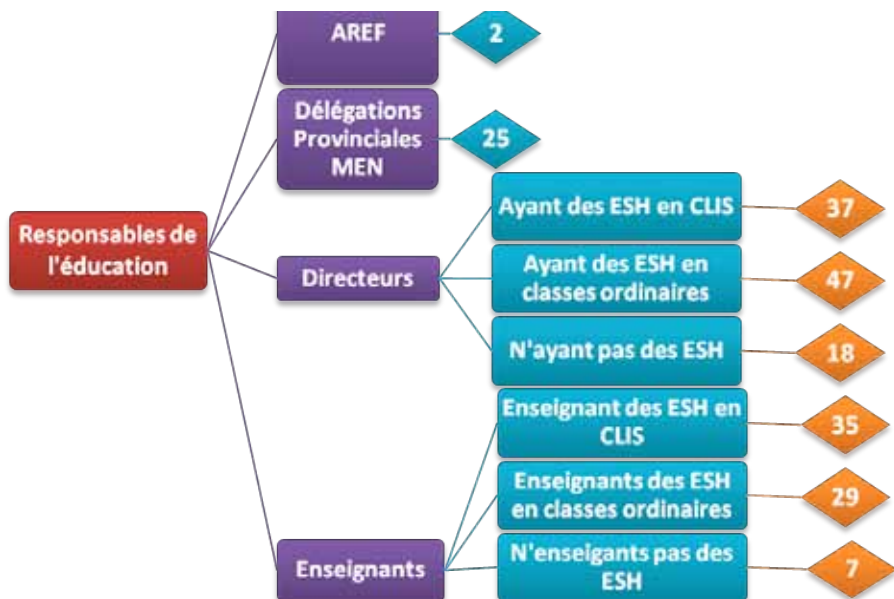 AREF
2
Délégations
Provinciales
MEN
25
Responsables de
l'éducation
Directeurs
Ayant des ESH en CLIS
37
Ayant des ESH en
classes ordinaires
47
N'ayant pas des ESH
18
Enseignants
Enseignant des ESH en
CLIS
35
Enseignants des ESH
en classes ordinaires
29
N'enseigants pas des
ESH
7